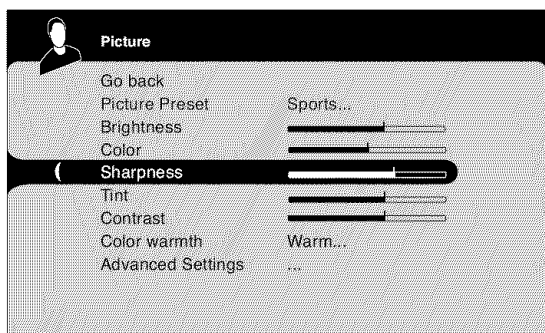 Picture
Go back
Picture Preset Sports...
Brightness
Color
Sharpness
Tint
Contrast
Color warmth Warm...
Advanced Settings ...